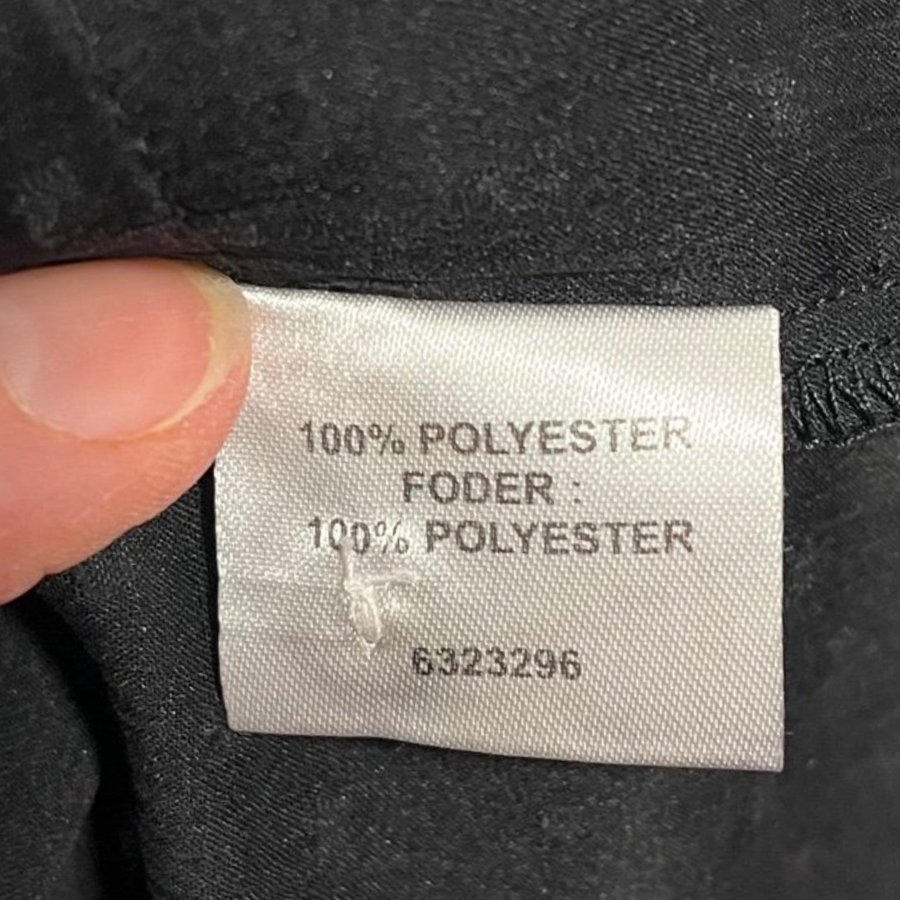 100% POLYESTER
FODER :
100% POLYESTER
6323296